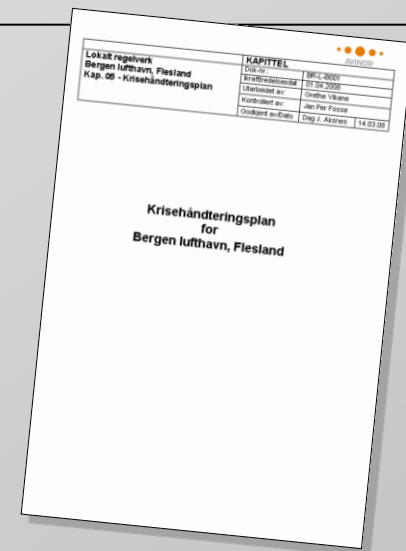 AVINOR
Lokalt regelverk
Bergen lufthavn, Flesland
Kap. 06 - Krisehåndteringsplan
KAPITTEL
Dok-nr.: BR-L-B001
Ikrafttredelsesdat 01.04.2008
Utarbeidet av: Grethe Vikane
Kontrollert av: Jan Per Fosse
Godkjent av/Dato Dag J. Aksnes 14.03.08
Krisehåndteringsplan
for
Bergen lufthavn, Flesland